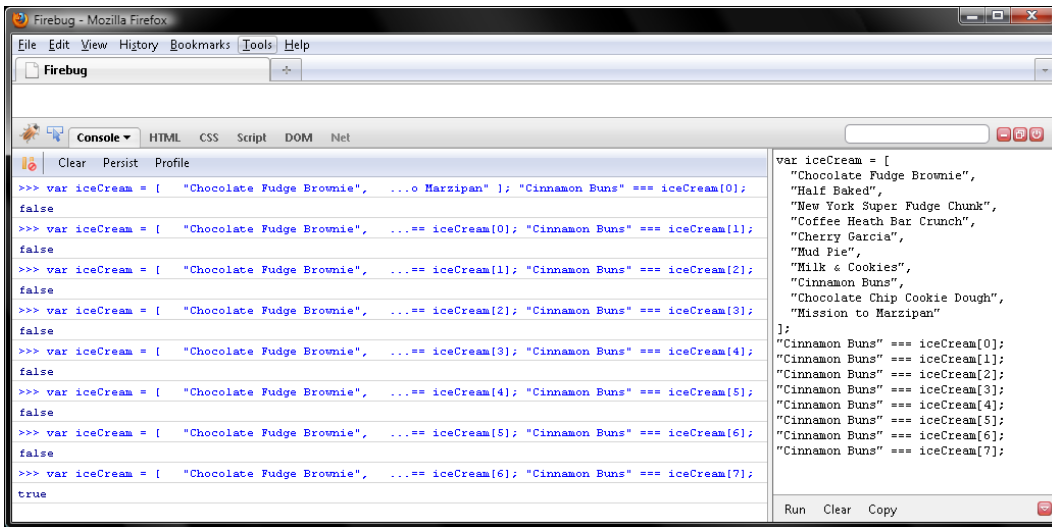 Firebug - Mozilla Firefox
File Edit View History Bookmarks Tools Help
Firebug
Console HTML CSS Script DOM Net
Clear Persist Profile
>>> var iceCream = [ "Chocolate Fudge Brownie", ...o Marzipan" ]; "Cinnamon Buns" === iceCream[0];
false
>>> var iceCream = [ "Chocolate Fudge Brownie", ...== iceCream[0]; "Cinnamon Buns" === iceCream[1];
false
>>> var iceCream = [ "Chocolate Fudge Brownie", ...== iceCream[1]; "Cinnamon Buns" === iceCream[2];
false
>>> var iceCream = [ "Chocolate Fudge Brownie", ...== iceCream[2]; "Cinnamon Buns" === iceCream[3];
false
>>> var iceCream = [ "Chocolate Fudge Brownie", ...== iceCream[3]; "Cinnamon Buns" === iceCream[4];
false
>>> var iceCream = [ "Chocolate Fudge Brownie", ...== iceCream[4]; "Cinnamon Buns" === iceCream[5];
false
>>> var iceCream = [ "Chocolate Fudge Brownie", ...== iceCream[5]; "Cinnamon Buns" === iceCream[6];
false
>>> var iceCream = [ "Chocolate Fudge Brownie", ...== iceCream[6]; "Cinnamon Buns" === iceCream[7];
true
var iceCream = [
"Chocolate Fudge Brownie",
"Half Baked",
"New York Super Fudge Chunk",
"Coffee Heath Bar Crunch",
"Cherry Garcia",
"Mud Pie",
"Milk & Cookies",
"Cinnamon Buns",
"Chocolate Chip Cookie Dough",
"Mission to Marzipan"
];
"Cinnamon Buns" === iceCream[0];
"Cinnamon Buns" === iceCream[1];
"Cinnamon Buns" === iceCream[2];
"Cinnamon Buns" === iceCream[3];
"Cinnamon Buns" === iceCream[4];
"Cinnamon Buns" === iceCream[5];
"Cinnamon Buns" === iceCream[6];
"Cinnamon Buns" === iceCream[7];
Run Clear Copy